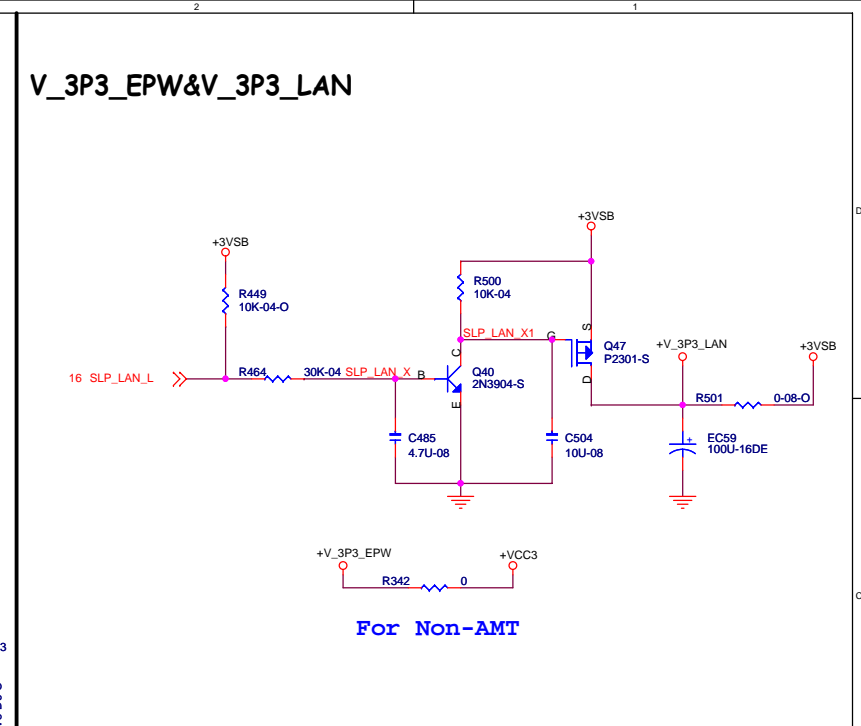 2
1
V_3P3_EPW&V_3P3_LAN
D
+3VSB
+3VSB
R449
10K-04-O
R500
10K-04
SLP_LAN_X1
G
S
Q47
P2301-S
D
+V_3P3_LAN
+3VSB
16 SLP_LAN_L
R464
30K-04
SLP_LAN_X
B
C
E
Q40
2N3904-S
R501
0-08-O
C485
4.7U-08
C504
10U-08
+
EC59
100U-16DE
+V_3P3_EPW
+VCC3
R342
0
C
For Non-AMT
3